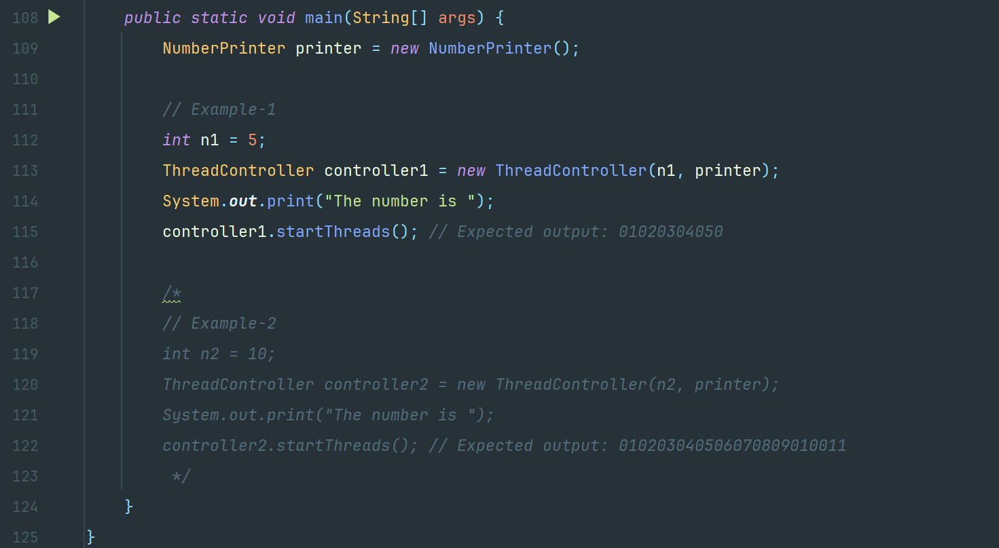 108 public static void main(String[] args) {
109 NumberPrinter printer = new NumberPrinter();
110
111 // Example-1
112 int n1 = 5;
113 ThreadController controller1 = new ThreadController(n1, printer);
114 System.out.print("The number is ");
115 controller1.startThreads(); // Expected output: 01020304050
116
117 /*
118 // Example-2
119 int n2 = 10;
120 ThreadController controller2 = new ThreadController(n2, printer);
121 System.out.print("The number is ");
122 controller2.startThreads(); // Expected output: 010203040506070809010011
123 */
124 }
125 }